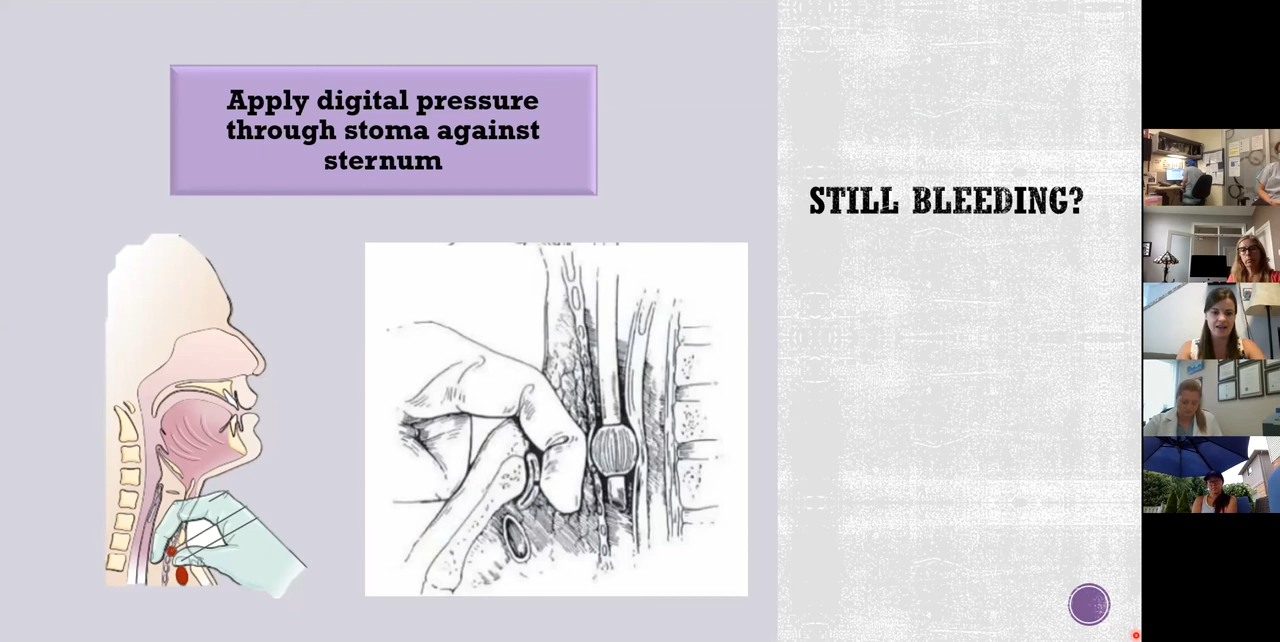 Apply digital pressure
through stoma against
sternum
STILL BLEEDING?